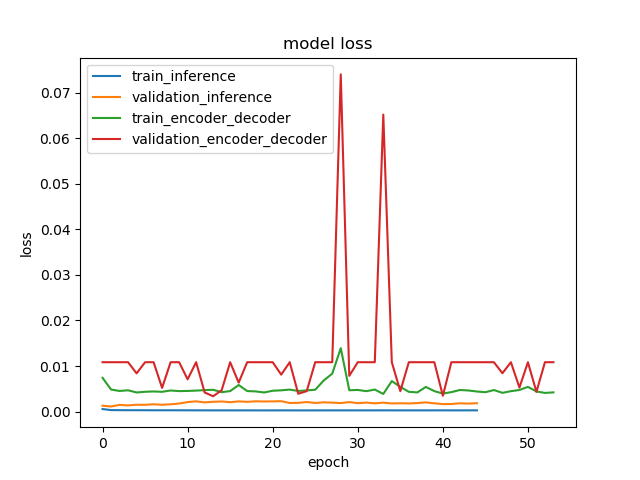 model loss
train_inference
validation_inference
train_encoder_decoder
validation_encoder_decoder
0.07
0.06
0.05
0.04
0.03
0.02
0.01
0.00
loss
0 10 20 30 40 50
epoch